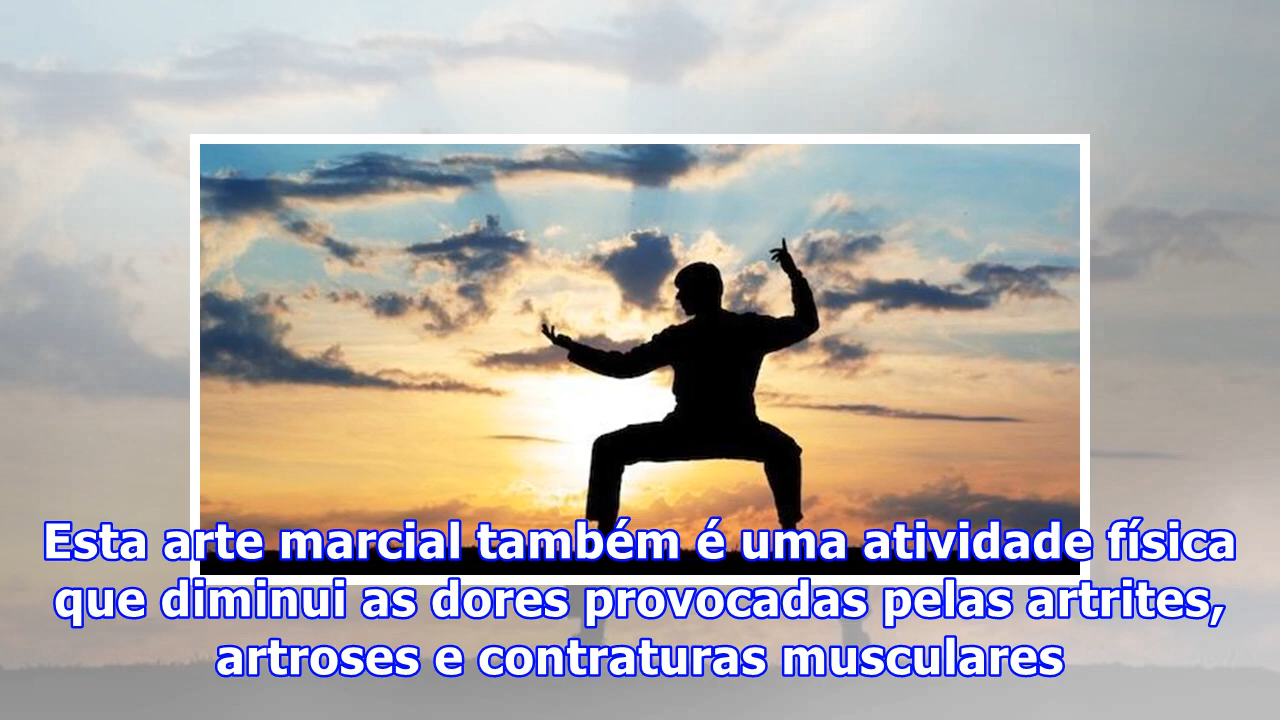 Esta arte marcial também é uma atividade física
que diminui as dores provocadas pelas artrites,
artroses e contraturas musculares